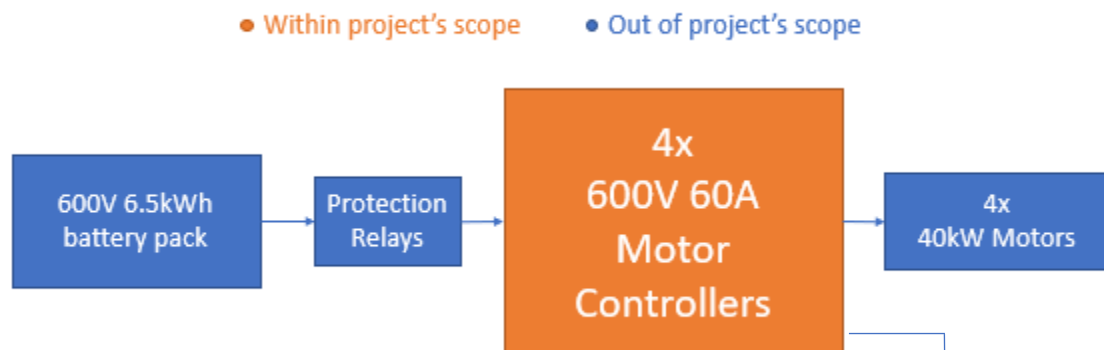 ● Within project's scope ● Out of project's scope
600V 6.5kWh
battery pack
Protection
Relays
4x
600V 60A
Motor
Controllers
4x
40kW Motors